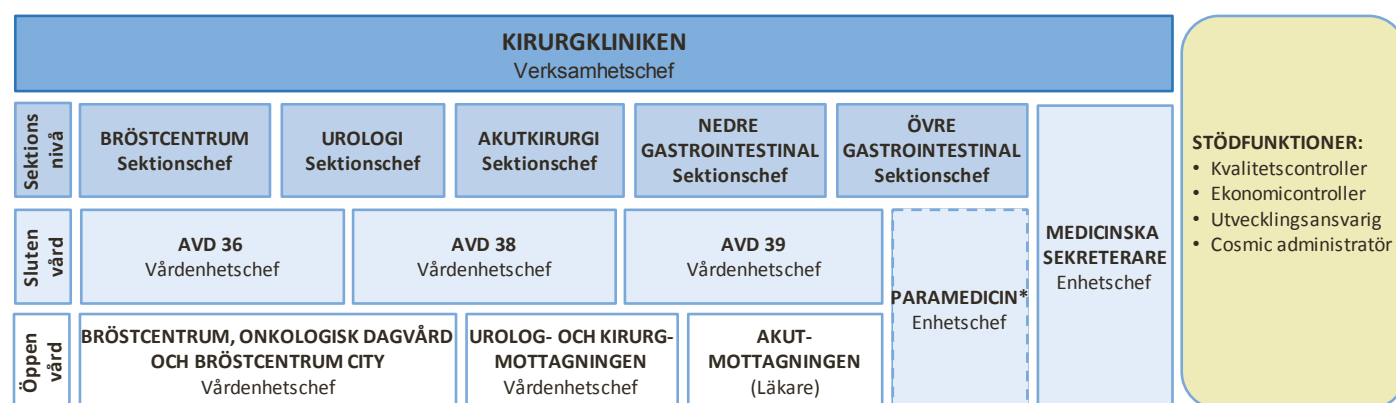 KIRURGKLINIKEN
Verksamhetschef
Sektions
nivå
BRÖSTCENTRUM
Sektionschef
UROLOGI
Sektionschef
AKUTKIRURGI
Sektionschef
NEDRE
GASTROINTESTINAL
Sektionschef
ÖVRE
GASTROINTESTINAL
Sektionschef
Sluten
vård
AVD 36
Vårdenhetschef
AVD 38
Vårdenhetschef
AVD 39
Vårdenhetschef
Öppen
vård
BRÖSTCENTRUM, ONKOLOGISK DAGVÅRD
OCH BRÖSTCENTRUM CITY
Vårdenhetschef
UROLOG- OCH KIRURG-
MOTTAGNINGEN
Vårdenhetschef
AKUT-
MOTTAGNINGEN
(Läkare)
PARAMEDICIN*
Enhetschef
MEDICINSKA
SEKRETERARE
Enhetschef
STÖDFUNKTIONER:
• Kvalitetscontroller
• Ekonomicontroller
• Utvecklingsansvarig
• Cosmic administratör